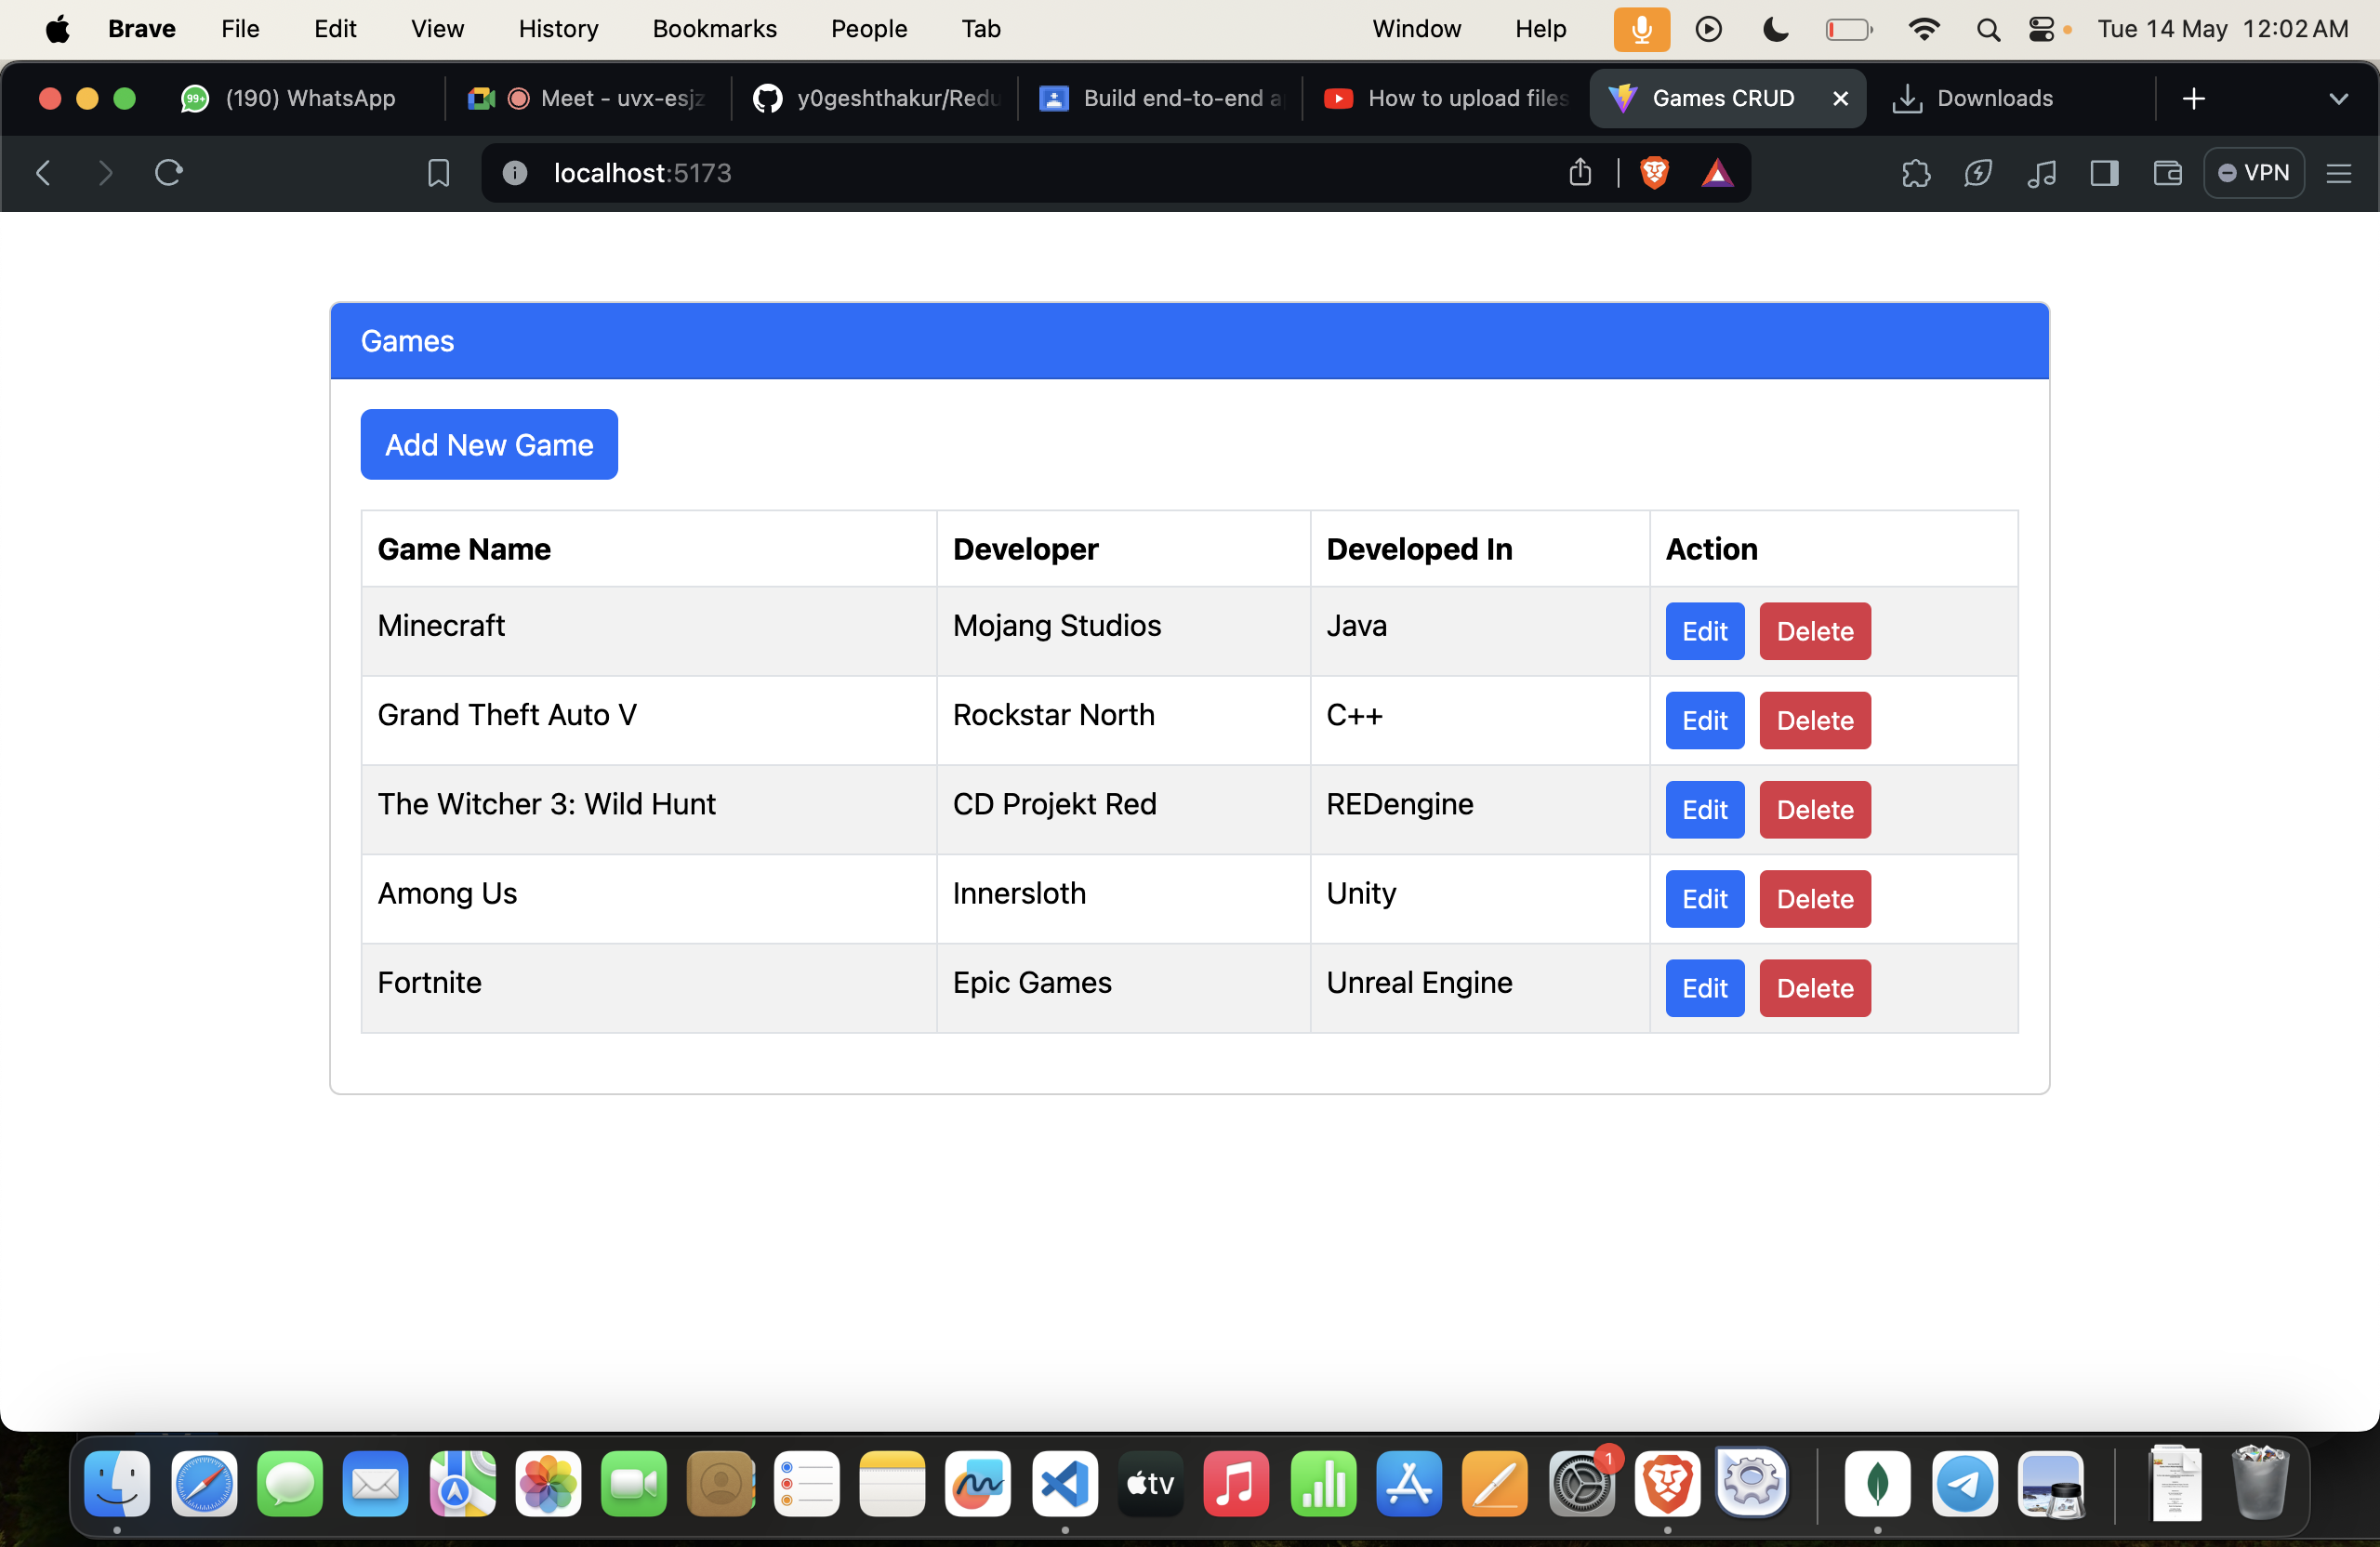 Brave File Edit View History Bookmarks People Tab Window Help Tue 14 May 12:02 AM
99+ (190) WhatsApp Meet - uvx-esjz y0geshthakur/Redu Build end-to-end a How to upload files Games CRUD Downloads
localhost:5173 VPN
Games
Add New Game
Game Name Developer Developed In Action
Minecraft Mojang Studios Java Edit Delete
Grand Theft Auto V Rockstar North C++ Edit Delete
The Witcher 3: Wild Hunt CD Projekt Red REDengine Edit Delete
Among Us Innersloth Unity Edit Delete
Fortnite Epic Games Unreal Engine Edit Delete
tv 1